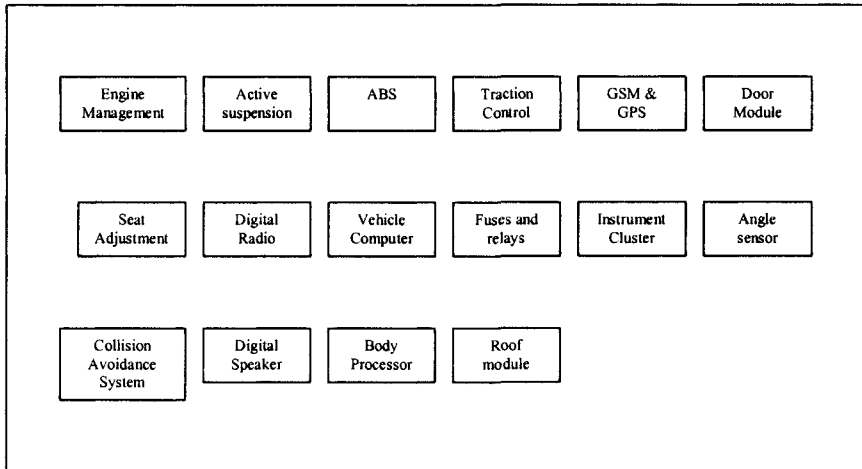 Engine
Management
Active
suspension
ABS
Traction
Control
GSM &
GPS
Door
Module
Seat
Adjustment
Digital
Radio
Vehicle
Computer
Fuses and
relays
Instrument
Cluster
Angle
sensor
Collision
Avoidance
System
Digital
Speaker
Body
Processor
Roof
module